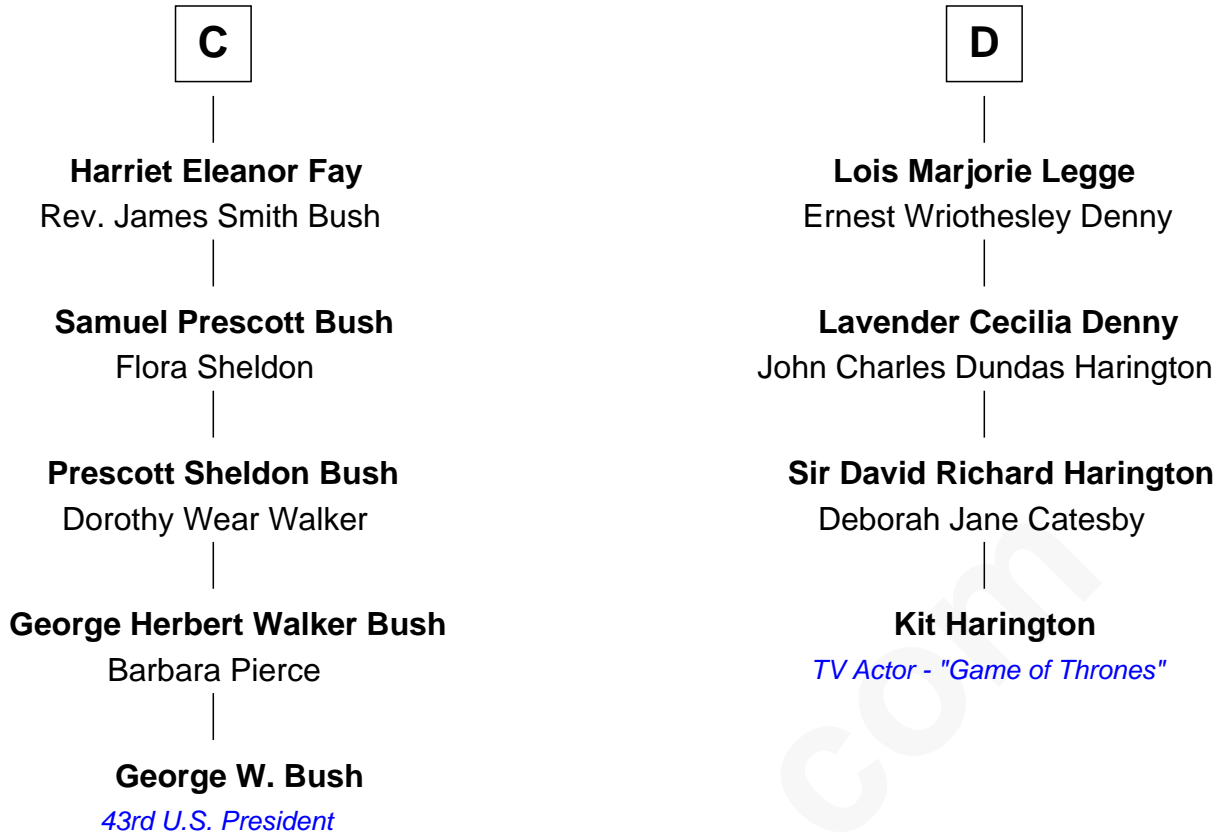 C
Harriet Eleanor Fay
Rev. James Smith Bush
Samuel Prescott Bush
Flora Sheldon
Prescott Sheldon Bush
Dorothy Wear Walker
George Herbert Walker Bush
Barbara Pierce
George W. Bush
43rd U.S. President
D
Lois Marjorie Legge
Ernest Wriothesley Denny
Lavender Cecilia Denny
John Charles Dundas Harington
Sir David Richard Harington
Deborah Jane Catesby
Kit Harington
TV Actor - "Game of Thrones"
com